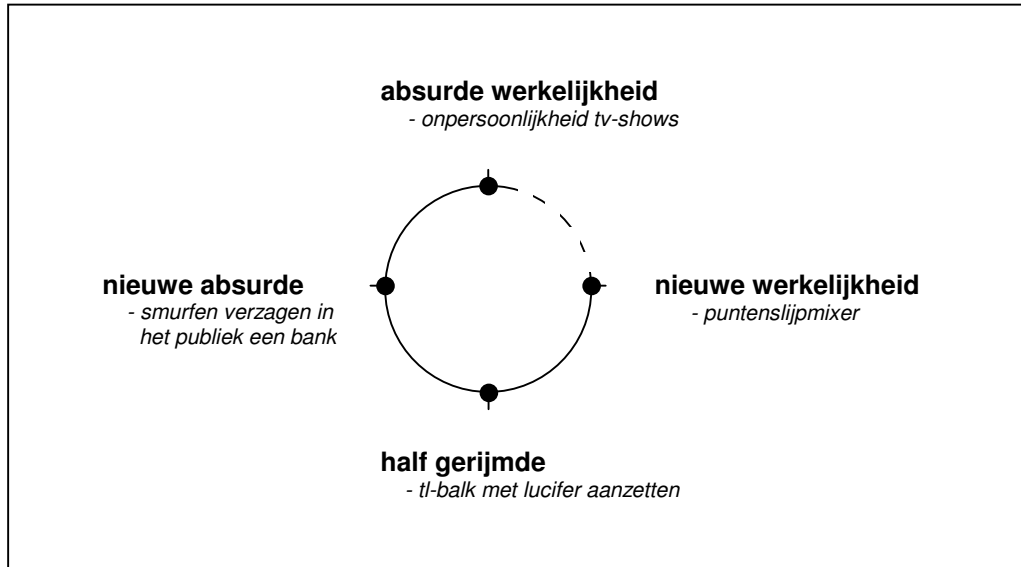 absurde werkelijkheid
- onpersoonlijkheid tv-shows
nieuwe absurde
- smurfen verzagen in
het publiek een bank
nieuwe werkelijkheid
- puntenslijpmixer
half gerijmde
- tl-balk met lucifer aanzetten